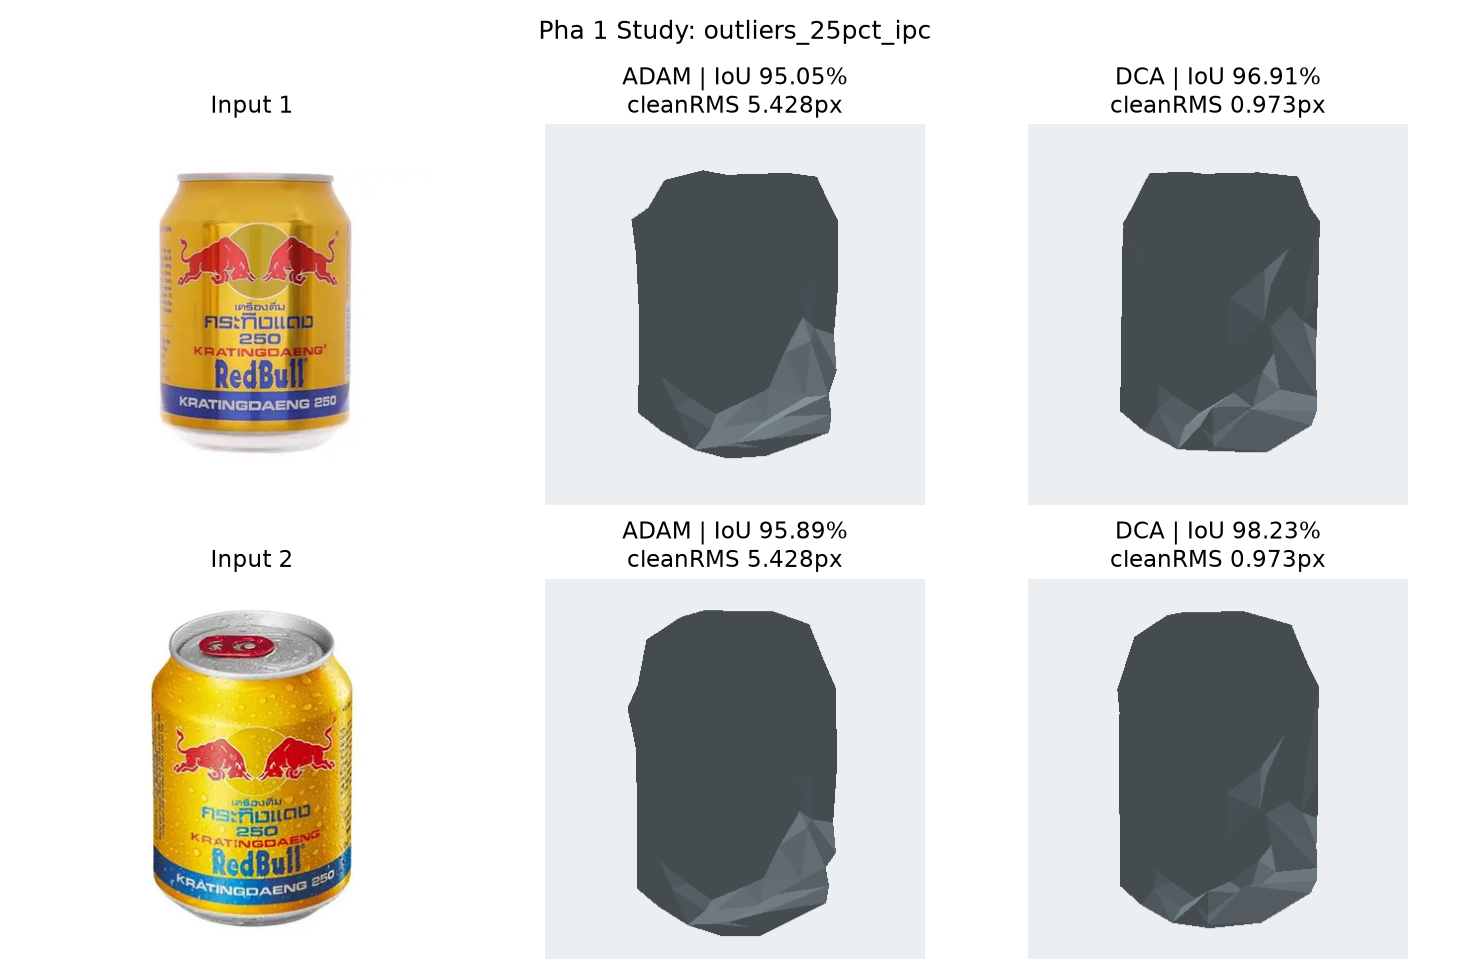 Pha 1 Study: outliers_25pct_ipc
Input 1
ADAM | IoU 95.05%
cleanRMS 5.428px
DCA | IoU 96.91%
cleanRMS 0.973px
เครื่องดื่ม
กระทิงแดง
250
KRATINGDAENG®
RedBull
KRATINGDAENG 250
Input 2
ADAM | IoU 95.89%
cleanRMS 5.428px
DCA | IoU 98.23%
cleanRMS 0.973px
เครื่องดื่ม
กระทิงแดง
250
KRATINGDAENG
RedBull
KRATINGDAENG 250